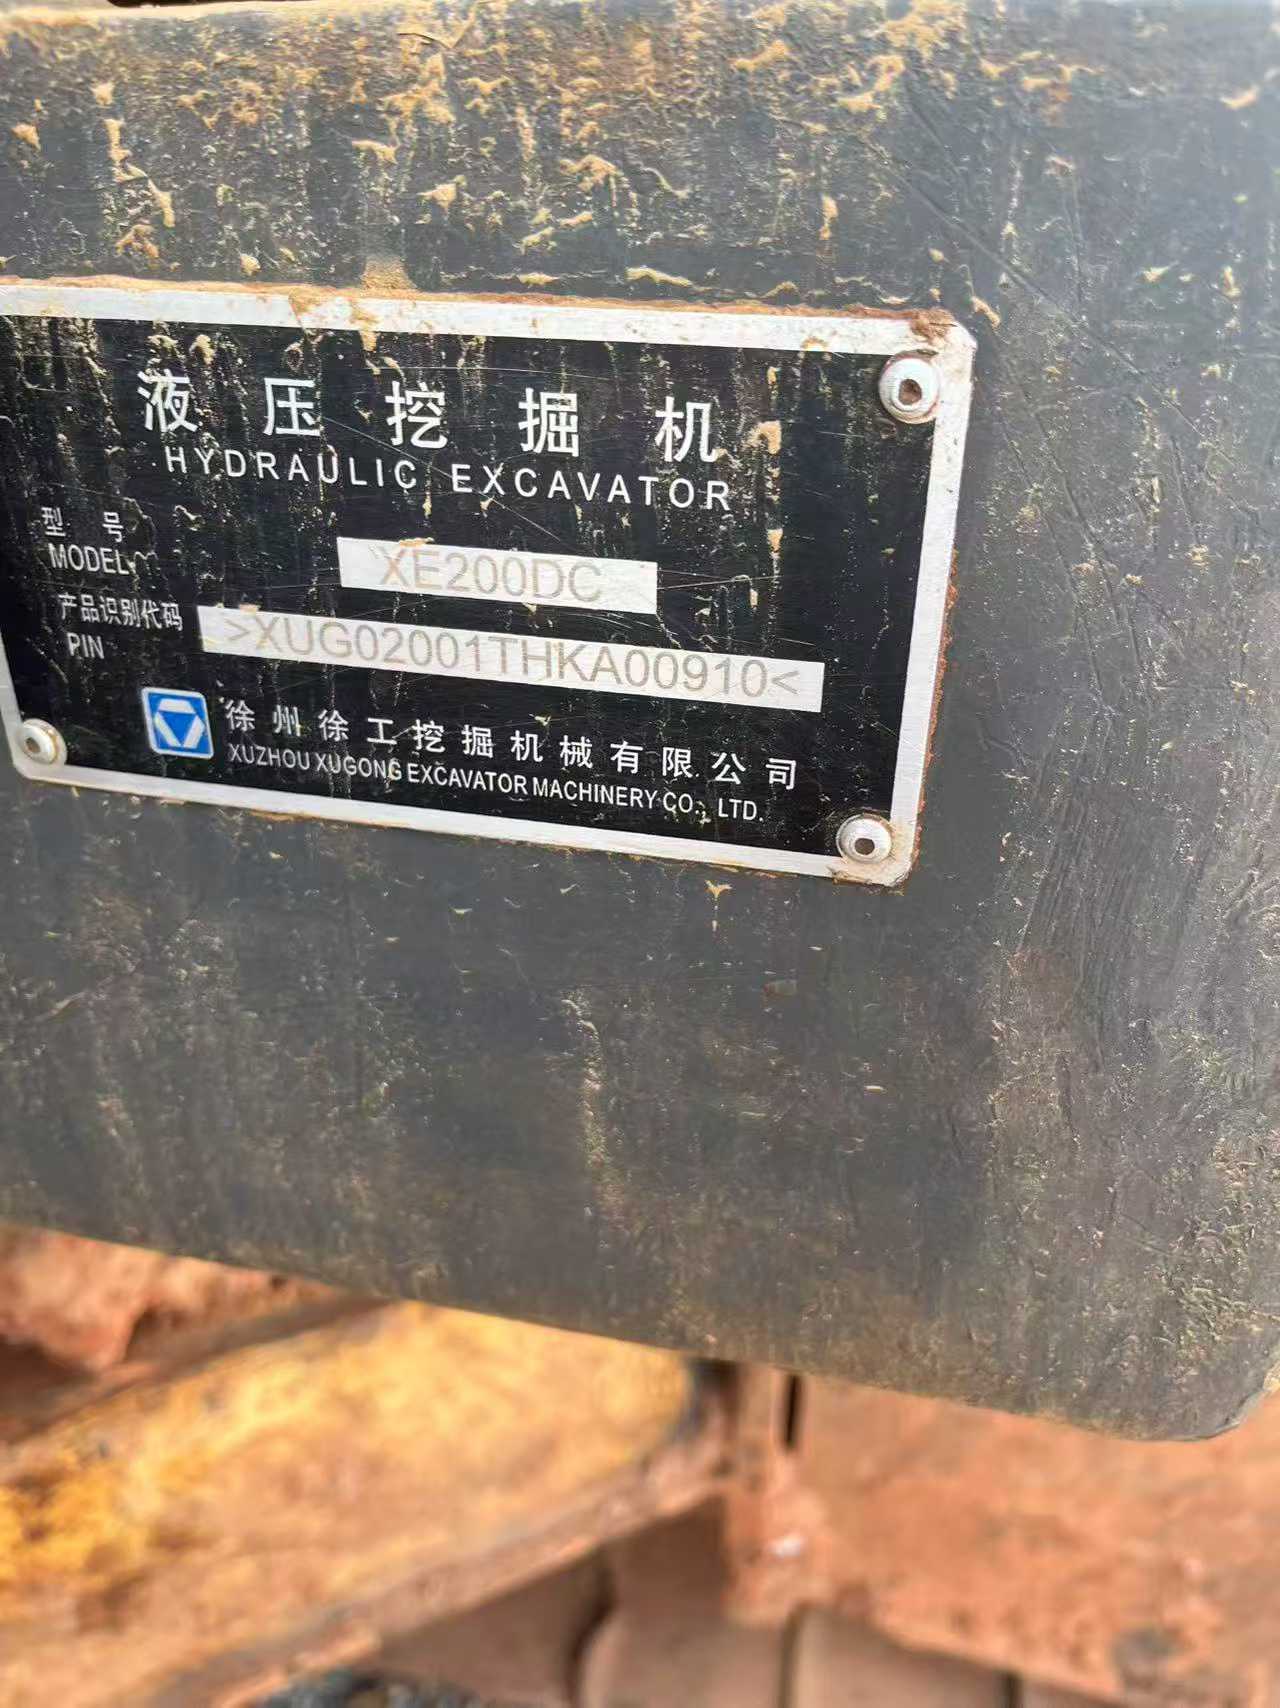 液压挖掘机
HYDRAULIC EXCAVATOR
型号
MODEL
XE200DC
产品识别代码
PIN
>XUG02001THKA00910<
徐州徐工挖掘机械有限公司
XUZHOU XUGONG EXCAVATOR MACHINERY CO., LTD.